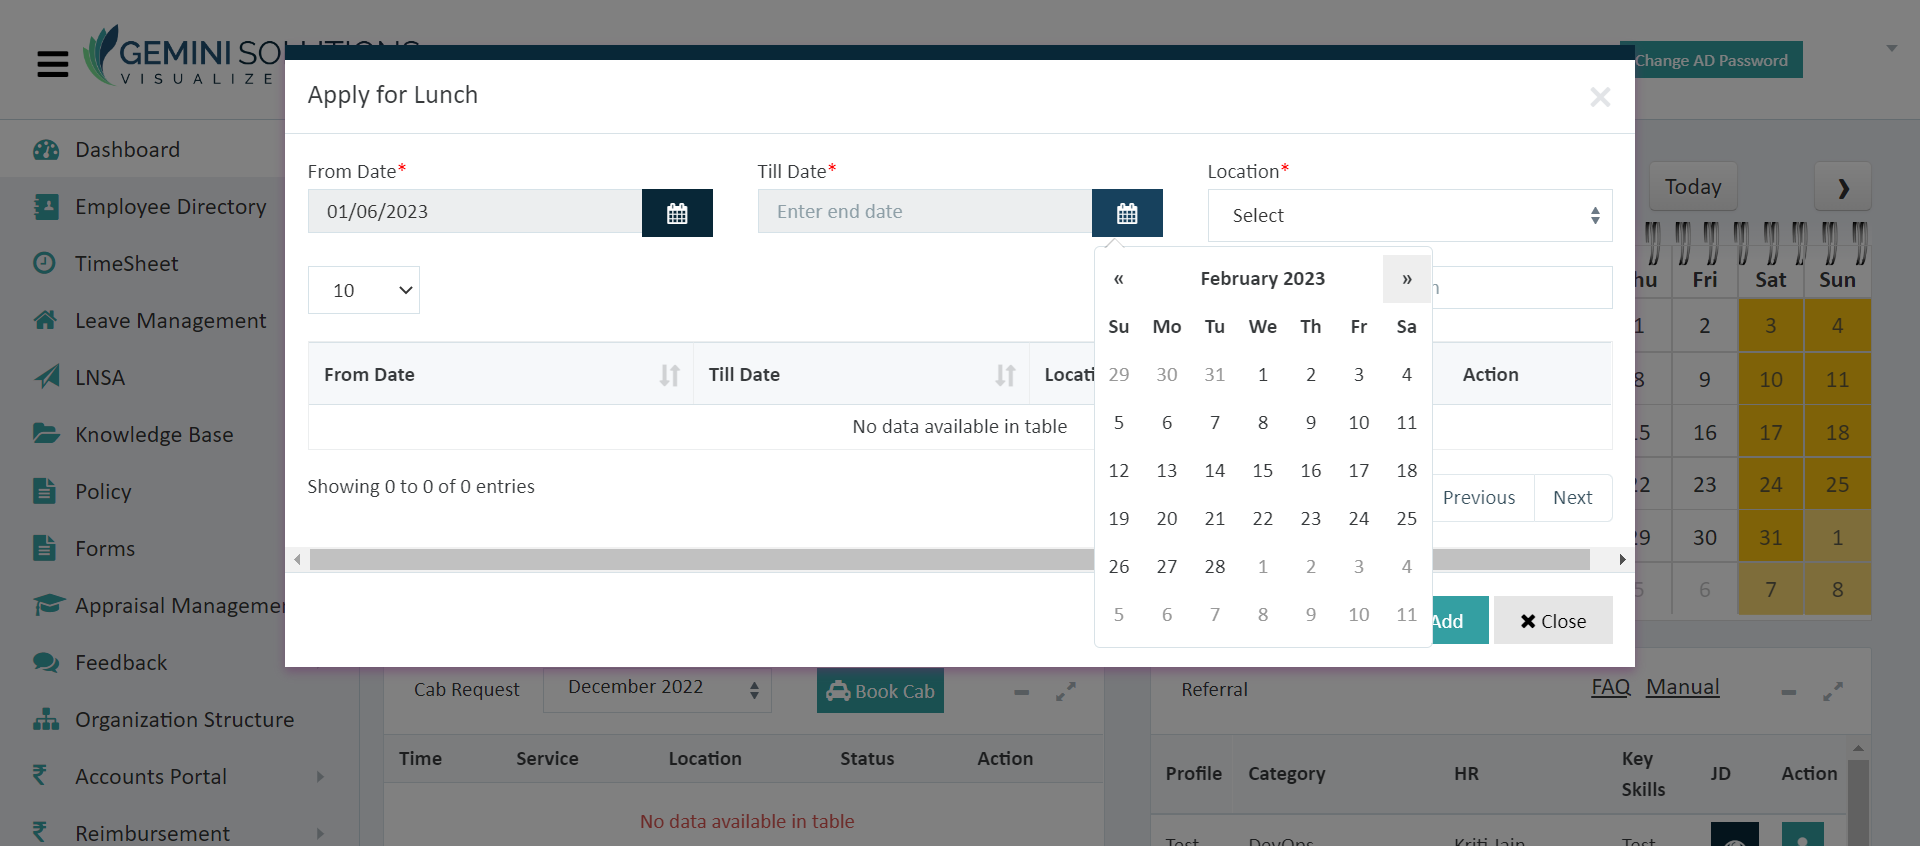 GEMINI SOLUTIONS
VISUALIZE
Change AD Password
Apply for Lunch
×
Dashboard
Employee Directory
TimeSheet
Leave Management
LNSA
Knowledge Base
Policy
Forms
Appraisal Managemen
Feedback
Organization Structure
Accounts Portal
Reimbursement
From Date*
Till Date*
Location*
01/06/2023
Enter end date
Select
10
« February 2023 »
Su Mo Tu We Th Fr Sa
29 30 31 1 2 3 4
5 6 7 8 9 10 11
12 13 14 15 16 17 18
19 20 21 22 23 24 25
26 27 28 1 2 3 4
5 6 7 8 9 10 11
From Date
Till Date
Locati
Action
No data available in table
Showing 0 to 0 of 0 entries
Previous
Next
Add
Close
Today
hu Fri Sat Sun
1 2 3 4
8 9 10 11
15 16 17 18
22 23 24 25
29 30 31 1
5 6 7 8
Cab Request
December 2022
Book Cab
Time Service Location Status Action
No data available in table
Referral
FAQ Manual
Profile Category HR Key Skills JD Action
Test DevOps Kriti Jain Test